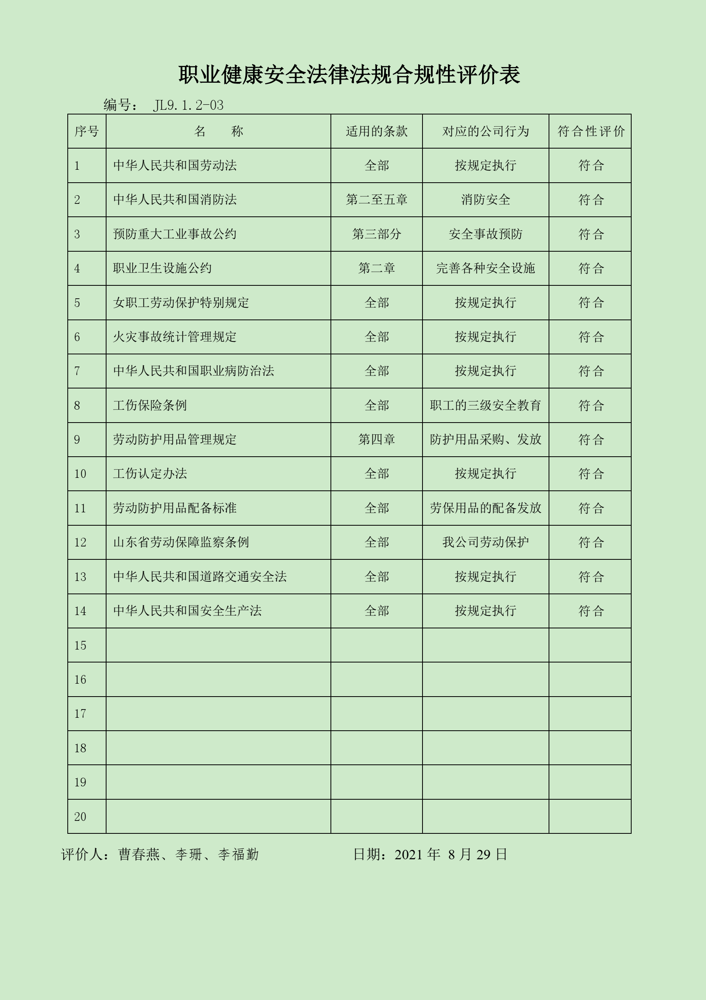 职业健康安全法律法规合规性评价表
编号： JL9.1.2-03
序号 名 称 适用的条款 对应的公司行为 符合性评价
1 中华人民共和国劳动法 全部 按规定执行 符合
2 中华人民共和国消防法 第二至五章 消防安全 符合
3 预防重大工业事故公约 第三部分 安全事故预防 符合
4 职业卫生设施公约 第二章 完善各种安全设施 符合
5 女职工劳动保护特别规定 全部 按规定执行 符合
6 火灾事故统计管理规定 全部 按规定执行 符合
7 中华人民共和国职业病防治法 全部 按规定执行 符合
8 工伤保险条例 全部 职工的三级安全教育 符合
9 劳动防护用品管理规定 第四章 防护用品采购、发放 符合
10 工伤认定办法 全部 按规定执行 符合
11 劳动防护用品配备标准 全部 劳保用品的配备发放 符合
12 山东省劳动保障监察条例 全部 我公司劳动保护 符合
13 中华人民共和国道路交通安全法 全部 按规定执行 符合
14 中华人民共和国安全生产法 全部 按规定执行 符合
15
16
17
18
19
20
评价人：曹春燕、李珊、李福勤 日期：2021 年 8 月 29 日